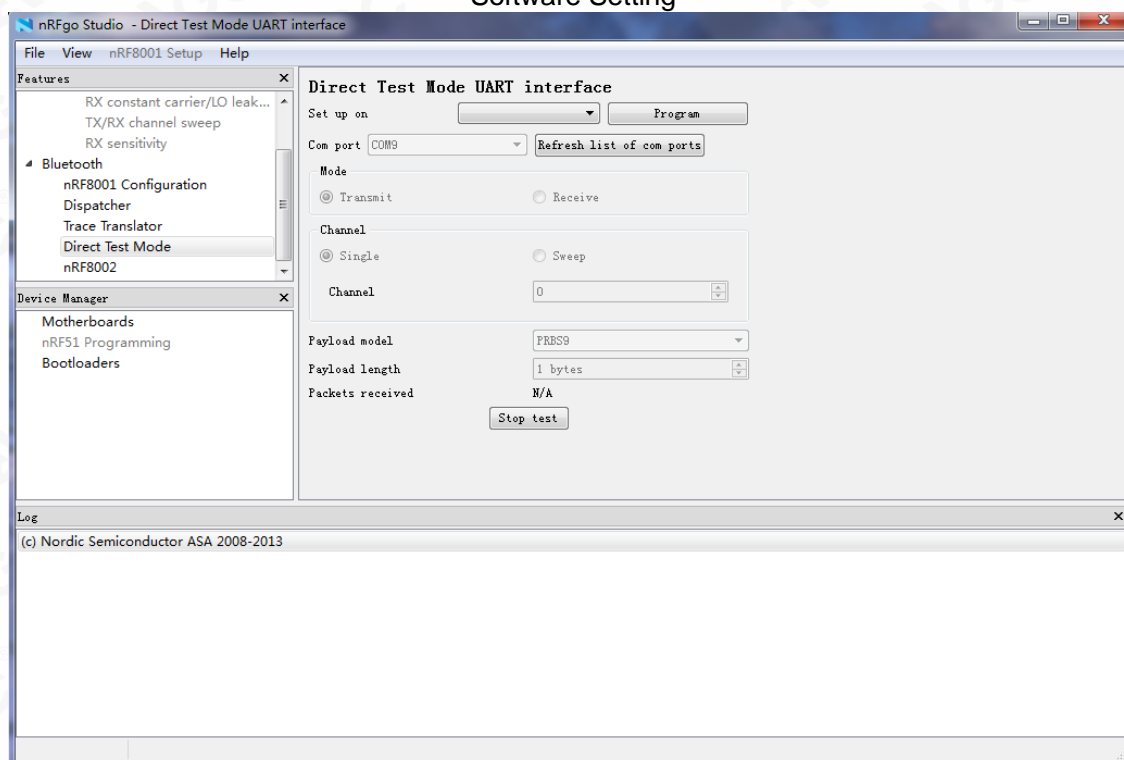 Software Setting
nRFgo Studio - Direct Test Mode UART interface
File View nRF8001 Setup Help
Features
RX constant carrier/LO leak...
TX/RX channel sweep
RX sensitivity
Bluetooth
nRF8001 Configuration
Dispatcher
Trace Translator
Direct Test Mode
nRF8002
Device Manager
Motherboards
nRF51 Programming
Bootloaders
Direct Test Mode UART interface
Set up on Program
Com port COM9 Refresh list of com ports
Mode
Transmit Receive
Channel
Single Sweep
Channel 0
Payload model PRBS9
Payload length 1 bytes
Packets received N/A
Stop test
Log
(c) Nordic Semiconductor ASA 2008-2013